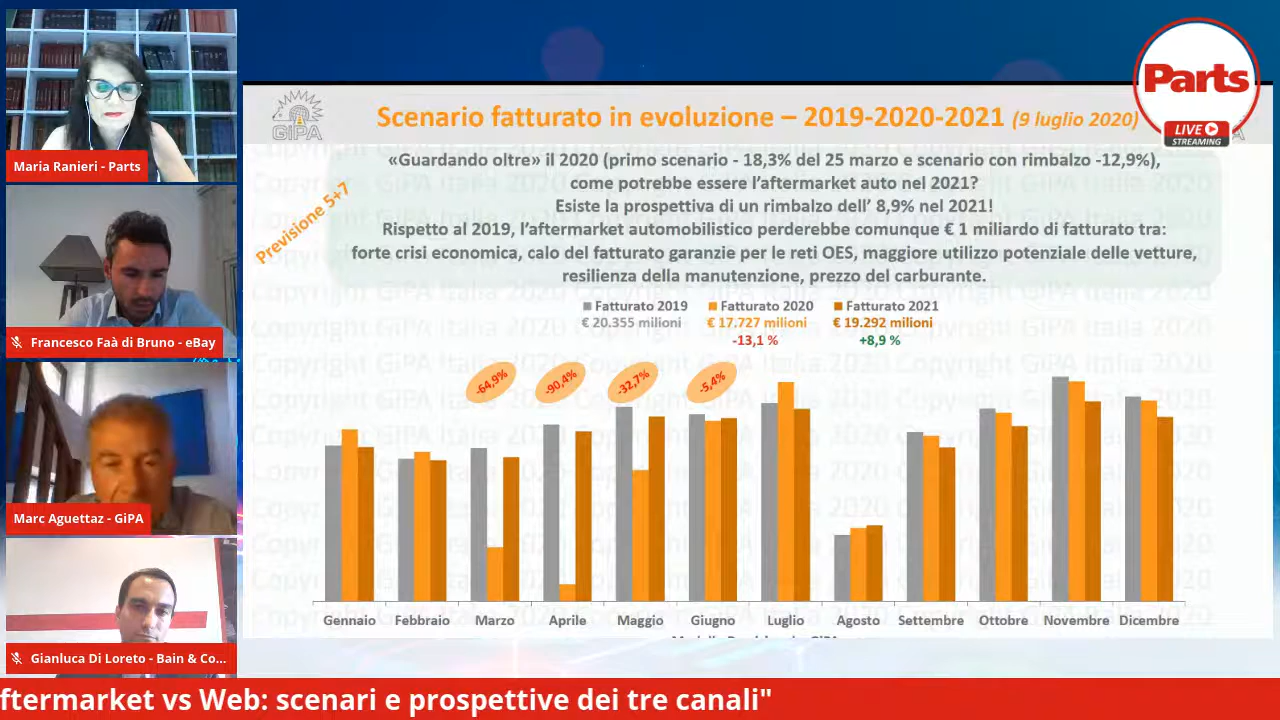 Parts
LIVE
STREAMING
GiPA
Scenario fatturato in evoluzione – 2019-2020-2021 (9 luglio 2020)
Previsione 5+7
«Guardando oltre» il 2020 (primo scenario - 18,3% del 25 marzo e scenario con rimbalzo -12,9%),
come potrebbe essere l'aftermarket auto nel 2021?
Esiste la prospettiva di un rimbalzo dell' 8,9% nel 2021!
Rispetto al 2019, l'aftermarket automobilistico perderebbe comunque € 1 miliardo di fatturato tra:
forte crisi economica, calo del fatturato garanzie per le reti OES, maggiore utilizzo potenziale delle vetture,
resilienza della manutenzione, prezzo del carburante.
Fatturato 2019 Fatturato 2020 Fatturato 2021
€ 20.355 milioni € 17.727 milioni € 19.292 milioni
-13,1 % +8,9 %
-64,9% -90,4% -32,7% -5,4%
Gennaio Febbraio Marzo Aprile Maggio Giugno Luglio Agosto Settembre Ottobre Novembre Dicembre
Copyright GiPA Italia 2020
Maria Ranieri - Parts
Francesco Faà di Bruno - eBay
Marc Aguettaz - GiPA
Gianluca Di Loreto - Bain & Co...
ftermarket vs Web: scenari e prospettive dei tre canali"